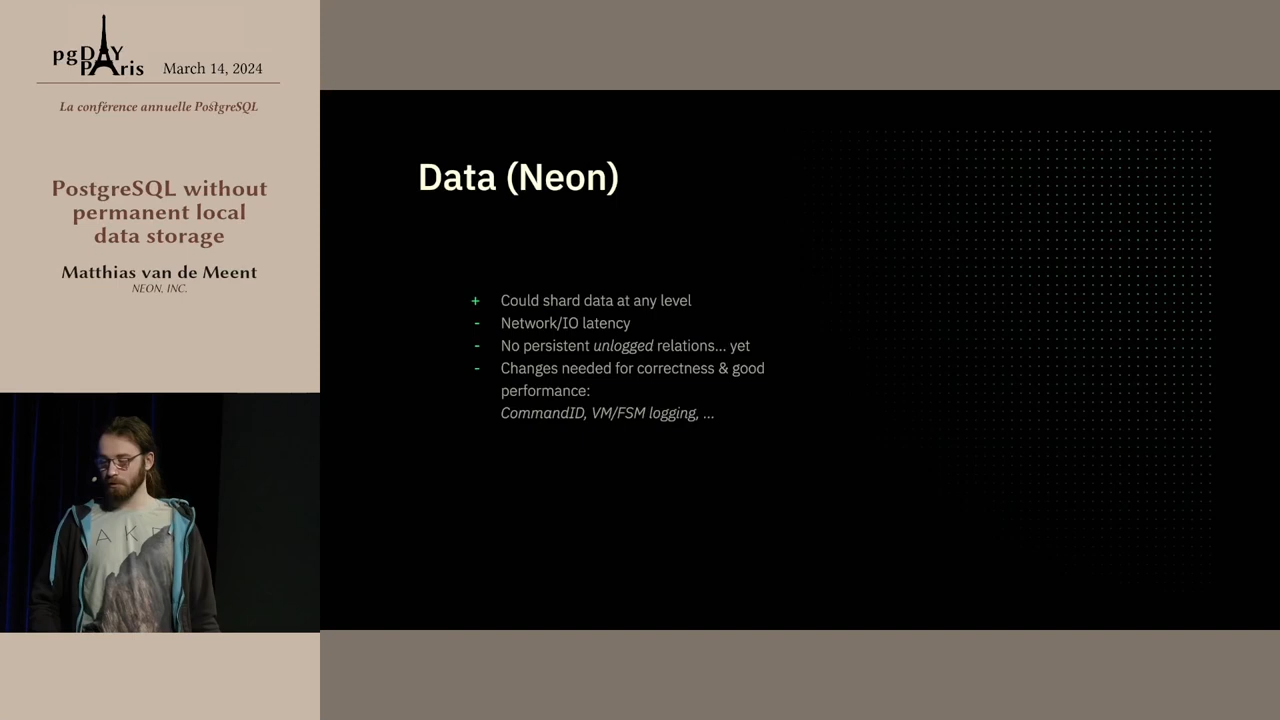 pgDAY
PAris
March 14, 2024
La conférence annuelle PostgreSQL
PostgreSQL without
permanent local
data storage
Matthias van de Meent
NEON, INC.
AKE
Data (Neon)
+ Could shard data at any level
- Network/IO latency
- No persistent unlogged relations... yet
- Changes needed for correctness & good
performance:
CommandID, VM/FSM logging, ...